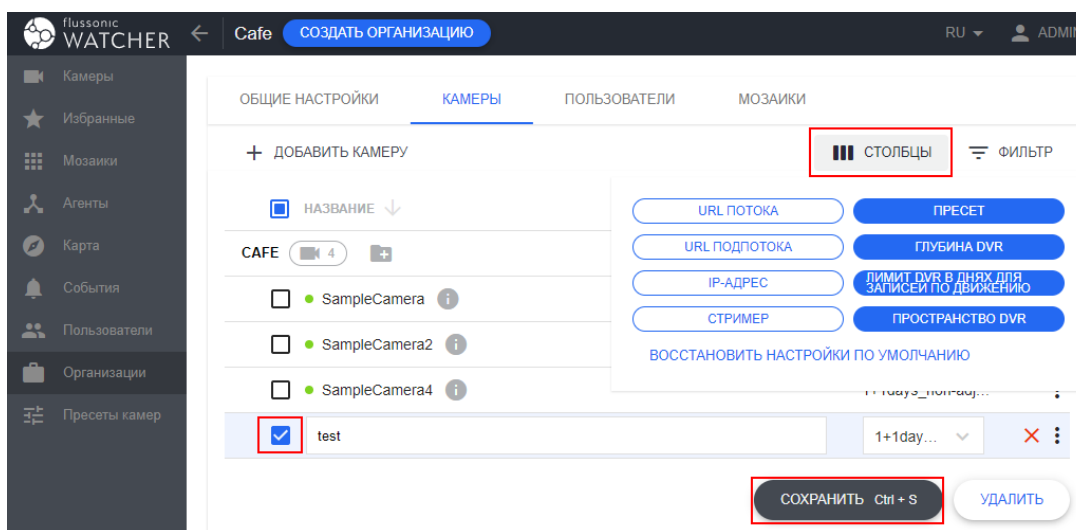 flussonic
WATCHER
Cafe
СОЗДАТЬ ОРГАНИЗАЦИЮ
RU
ADMI
Камеры
Избранные
Мозаики
Агенты
Карта
События
Пользователи
Организации
Пресеты камер
ОБЩИЕ НАСТРОЙКИ КАМЕРЫ ПОЛЬЗОВАТЕЛИ МОЗАИКИ
+ ДОБАВИТЬ КАМЕРУ
СТОЛБЦЫ
ФИЛЬТР
НАЗВАНИЕ
URL ПОТОКА
ПРЕСЕТ
CAFE 4
URL ПОДПОТОКА
ГЛУБИНА DVR
IP-АДРЕС
ЛИМИТ DVR В ДНЯХ ДЛЯ
ЗАПИСЕЙ ПО ДВИЖЕНИЮ
SampleCamera
СТРИМЕР
ПРОСТРАНСТВО DVR
SampleCamera2
ВОССТАНОВИТЬ НАСТРОЙКИ ПО УМОЛЧАНИЮ
SampleCamera4
1+1days_non-adj...
test
1+1day...
СОХРАНИТЬ Ctrl + S
УДАЛИТЬ